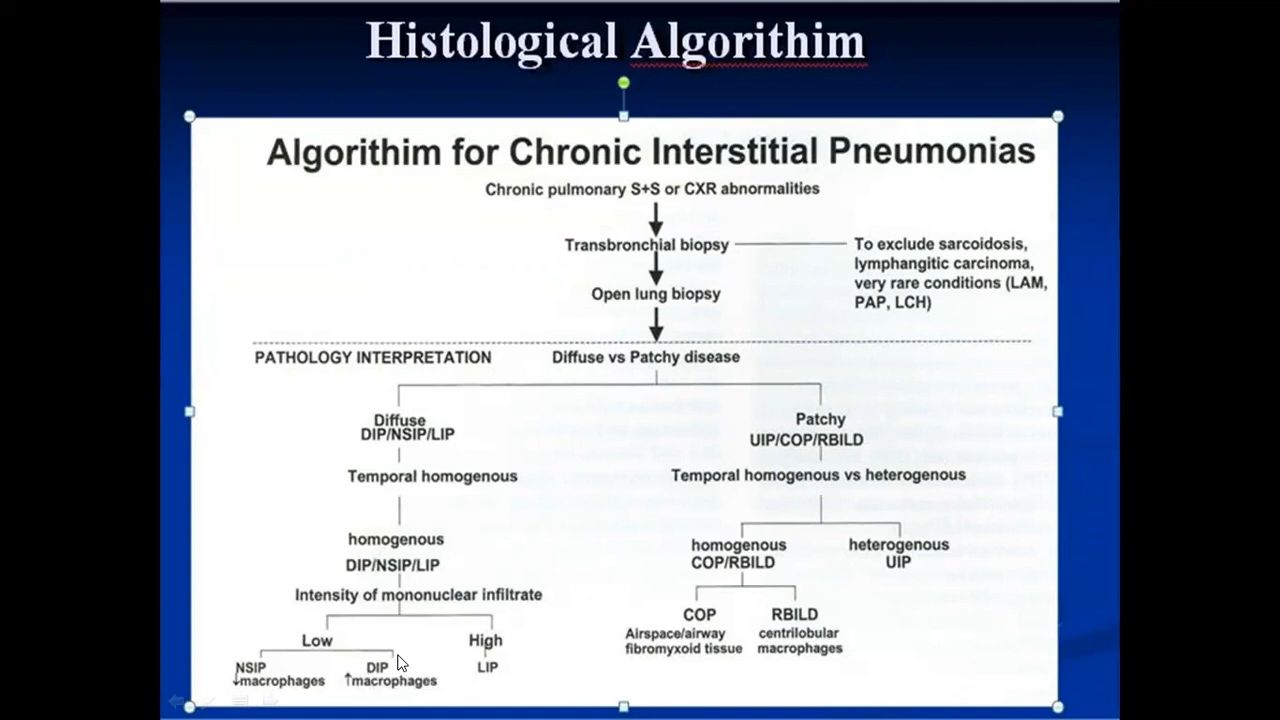 Histological Algorithim
Algorithim for Chronic Interstitial Pneumonias
Chronic pulmonary S+S or CXR abnormalities
Transbronchial biopsy
To exclude sarcoidosis,
lymphangitic carcinoma,
very rare conditions (LAM,
PAP, LCH)
Open lung biopsy
PATHOLOGY INTERPRETATION
Diffuse vs Patchy disease
Diffuse
DIP/NSIP/LIP
Temporal homogenous
homogenous
DIP/NSIP/LIP
Intensity of mononuclear infiltrate
Low
High
NSIP
↓macrophages
DIP
↑macrophages
LIP
Patchy
UIP/COP/RBILD
Temporal homogenous vs heterogenous
homogenous
COP/RBILD
heterogenous
UIP
COP
Airspace/airway
fibromyxoid tissue
RBILD
centrilobular
macrophages